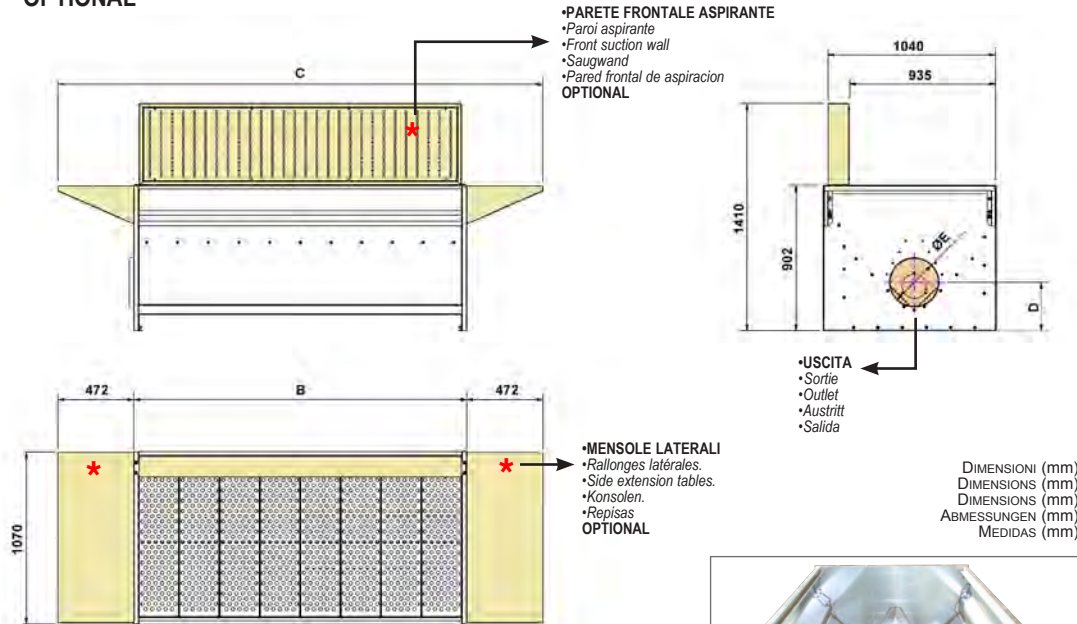 OPTIONAL
•PARETE FRONTALE ASPIRANTE
•Paroi aspirante
•Front suction wall
•Saugwand
•Pared frontal de aspiracion
OPTIONAL
C
1040
935
1410
902
ØE
D
•USCITA
•Sortie
•Outlet
•Austritt
•Salida
472
B
472
1070
•MENSOLE LATERALI
•Rallonges latérales.
•Side extension tables.
•Konsolen.
•Repisas
OPTIONAL
DIMENSIONI (mm)
DIMENSIONS (mm)
DIMENSIONS (mm)
ABMESSUNGEN (mm)
MEDIDAS (mm)